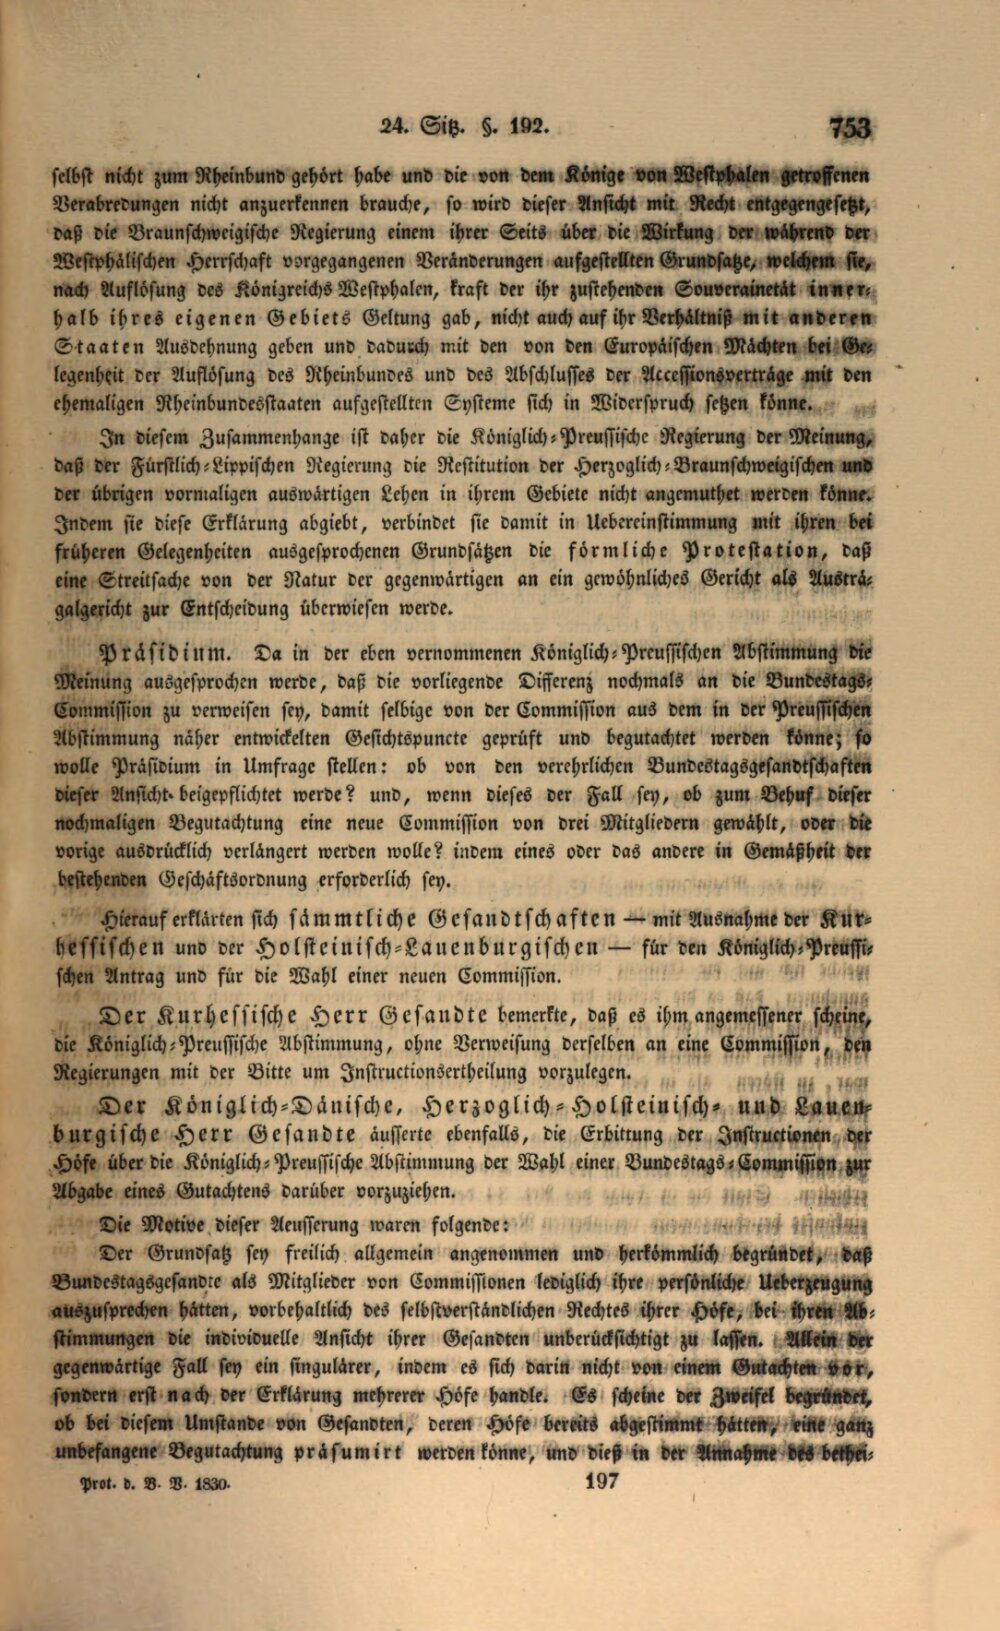 24. Sitz. §. 192. 753
selbst nicht zum Rheinbund gehört habe und die von dem Könige von Westphalen getroffenen
Verabredungen nicht anzuerkennen brauche, so wird dieser Ansicht mit Recht entgegengesetzt,
daß die Braunschweigische Regierung einem ihrer Seits über die Wirkung der während der
Westphälischen Herrschaft vorgegangenen Veränderungen aufgestellten Grundsatze, welchem sie,
nach Auflösung des Königreichs Westphalen, kraft der ihr zustehenden Souverainetät inner-
halb ihres eigenen Gebiets Geltung gab, nicht auch auf ihr Verhältniß mit anderen
Staaten Ausdehnung geben und dadurch mit den von den Europäischen Mächten bei Ge-
legenheit der Auflösung des Rheinbundes und des Abschlusses der Accessionsverträge mit den
ehemaligen Rheinbundesstaaten aufgestellten Systeme sich in Widerspruch setzen könne.
In diesem Zusammenhange ist daher die Königlich-Preussische Regierung der Meinung,
daß der Fürstlich-Lippischen Regierung die Restitution der Herzoglich-Braunschweigischen und
der übrigen vormaligen auswärtigen Lehen in ihrem Gebiete nicht angemuthet werden könne.
Indem sie diese Erklärung abgiebt, verbindet sie damit in Uebereinstimmung mit ihren bei
früheren Gelegenheiten ausgesprochenen Grundsätzen die förmliche Protestation, daß
eine Streitsache von der Natur der gegenwärtigen an ein gewöhnliches Gericht als Austrä-
galgericht zur Entscheidung überwiesen werde.
Präsidium. Da in der eben vernommenen Königlich-Preussischen Abstimmung die
Meinung ausgesprochen werde, daß die vorliegende Differenz nochmals an die Bundestags-
Commission zu verweisen sey, damit selbige von der Commission aus dem in der Preussischen
Abstimmung näher entwickelten Gesichtspuncte geprüft und begutachtet werden könne; so
wolle Präsidium in Umfrage stellen: ob von den verehrlichen Bundestagsgesandtschaften
dieser Ansicht beigepflichtet werde? und, wenn dieses der Fall sey, ob zum Behuf dieser
nochmaligen Begutachtung eine neue Commission von drei Mitgliedern gewählt, oder die
vorige ausdrücklich verlängert werden wolle? indem eines oder das andere in Gemäßheit der
bestehenden Geschäftsordnung erforderlich sey.
Hierauf erklärten sich sämmtliche Gesandtschaften — mit Ausnahme der Kur-
hessischen und der Holsteinisch-Lauenburgischen — für den Königlich-Preussi-
schen Antrag und für die Wahl einer neuen Commission.
Der Kurhessische Herr Gesandte bemerkte, daß es ihm angemessener scheine,
die Königlich-Preussische Abstimmung, ohne Verweisung derselben an eine Commission, den
Regierungen mit der Bitte um Instructionsertheilung vorzulegen.
Der Königlich-Dänische, Herzoglich-Holsteinisch- und Lauen-
burgische Herr Gesandte äusserte ebenfalls, die Erbittung der Instructionen der
Höfe über die Königlich-Preussische Abstimmung der Wahl einer Bundestags-Commission zur
Abgabe eines Gutachtens darüber vorzuziehen.
Die Motive dieser Aeusserung waren folgende:
Der Grundsatz sey freilich allgemein angenommen und herkömmlich begründet, daß
Bundestagsgesandte als Mitglieder von Commissionen lediglich ihre persönliche Ueberzeugung
auszusprechen hätten, vorbehaltlich des selbstverständlichen Rechtes ihrer Höfe, bei ihren Ab-
stimmungen die individuelle Ansicht ihrer Gesandten unberücksichtigt zu lassen. Allein der
gegenwärtige Fall sey ein singulärer, indem es sich darin nicht von einem Gutachten vor,
sondern erst nach der Erklärung mehrerer Höfe handle. Es scheine der Zweifel begründet,
ob bei diesem Umstande von Gesandten, deren Höfe bereits abgestimmt hätten, eine ganz
unbefangene Begutachtung präsumirt werden könne, und dieß in der Annahme des bethei-
Prot. d. B. V. 1830. 197